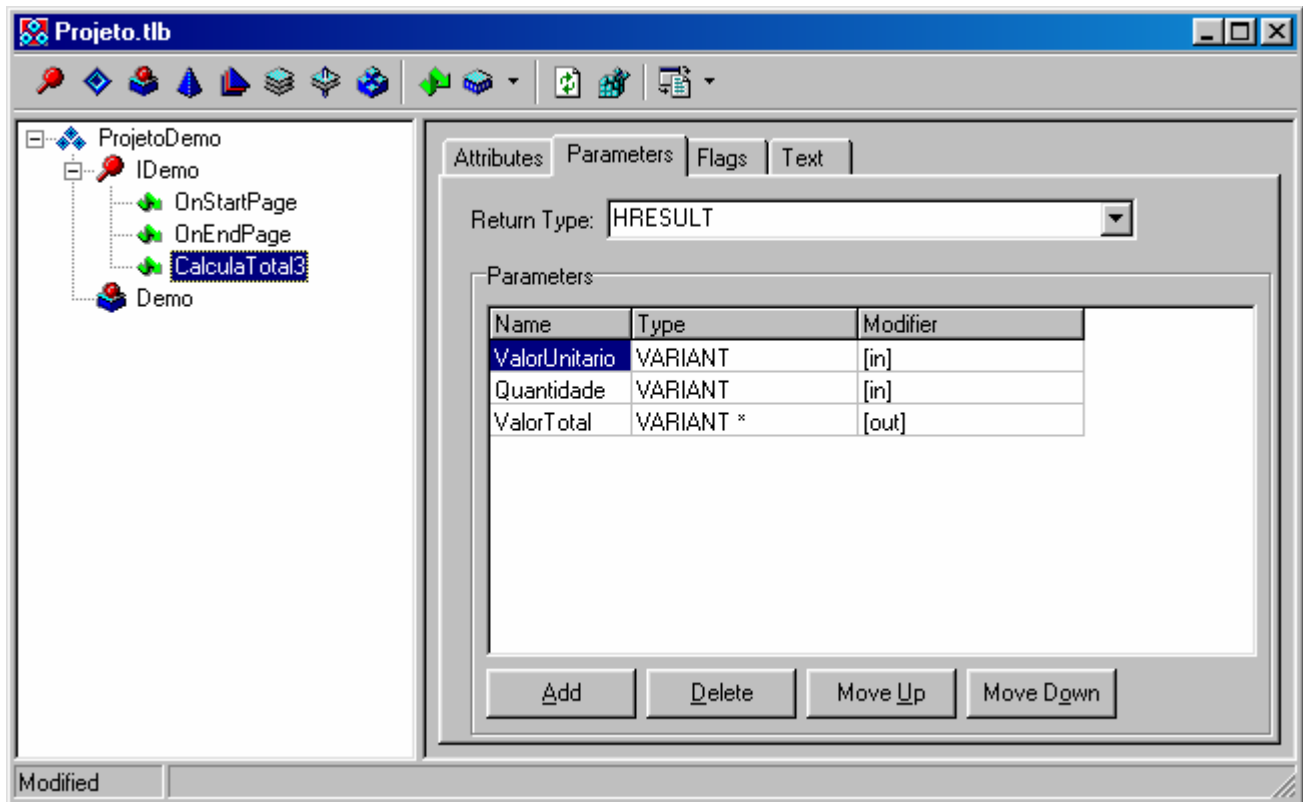 Projeto.tlb
ProjetoDemo
IDemo
OnStartPage
OnEndPage
CalculaTotal3
Demo
Attributes Parameters Flags Text
Return Type: HRESULT
Parameters
Name Type Modifier
ValorUnitario VARIANT [in]
Quantidade VARIANT [in]
ValorTotal VARIANT * [out]
Add Delete Move Up Move Down
Modified